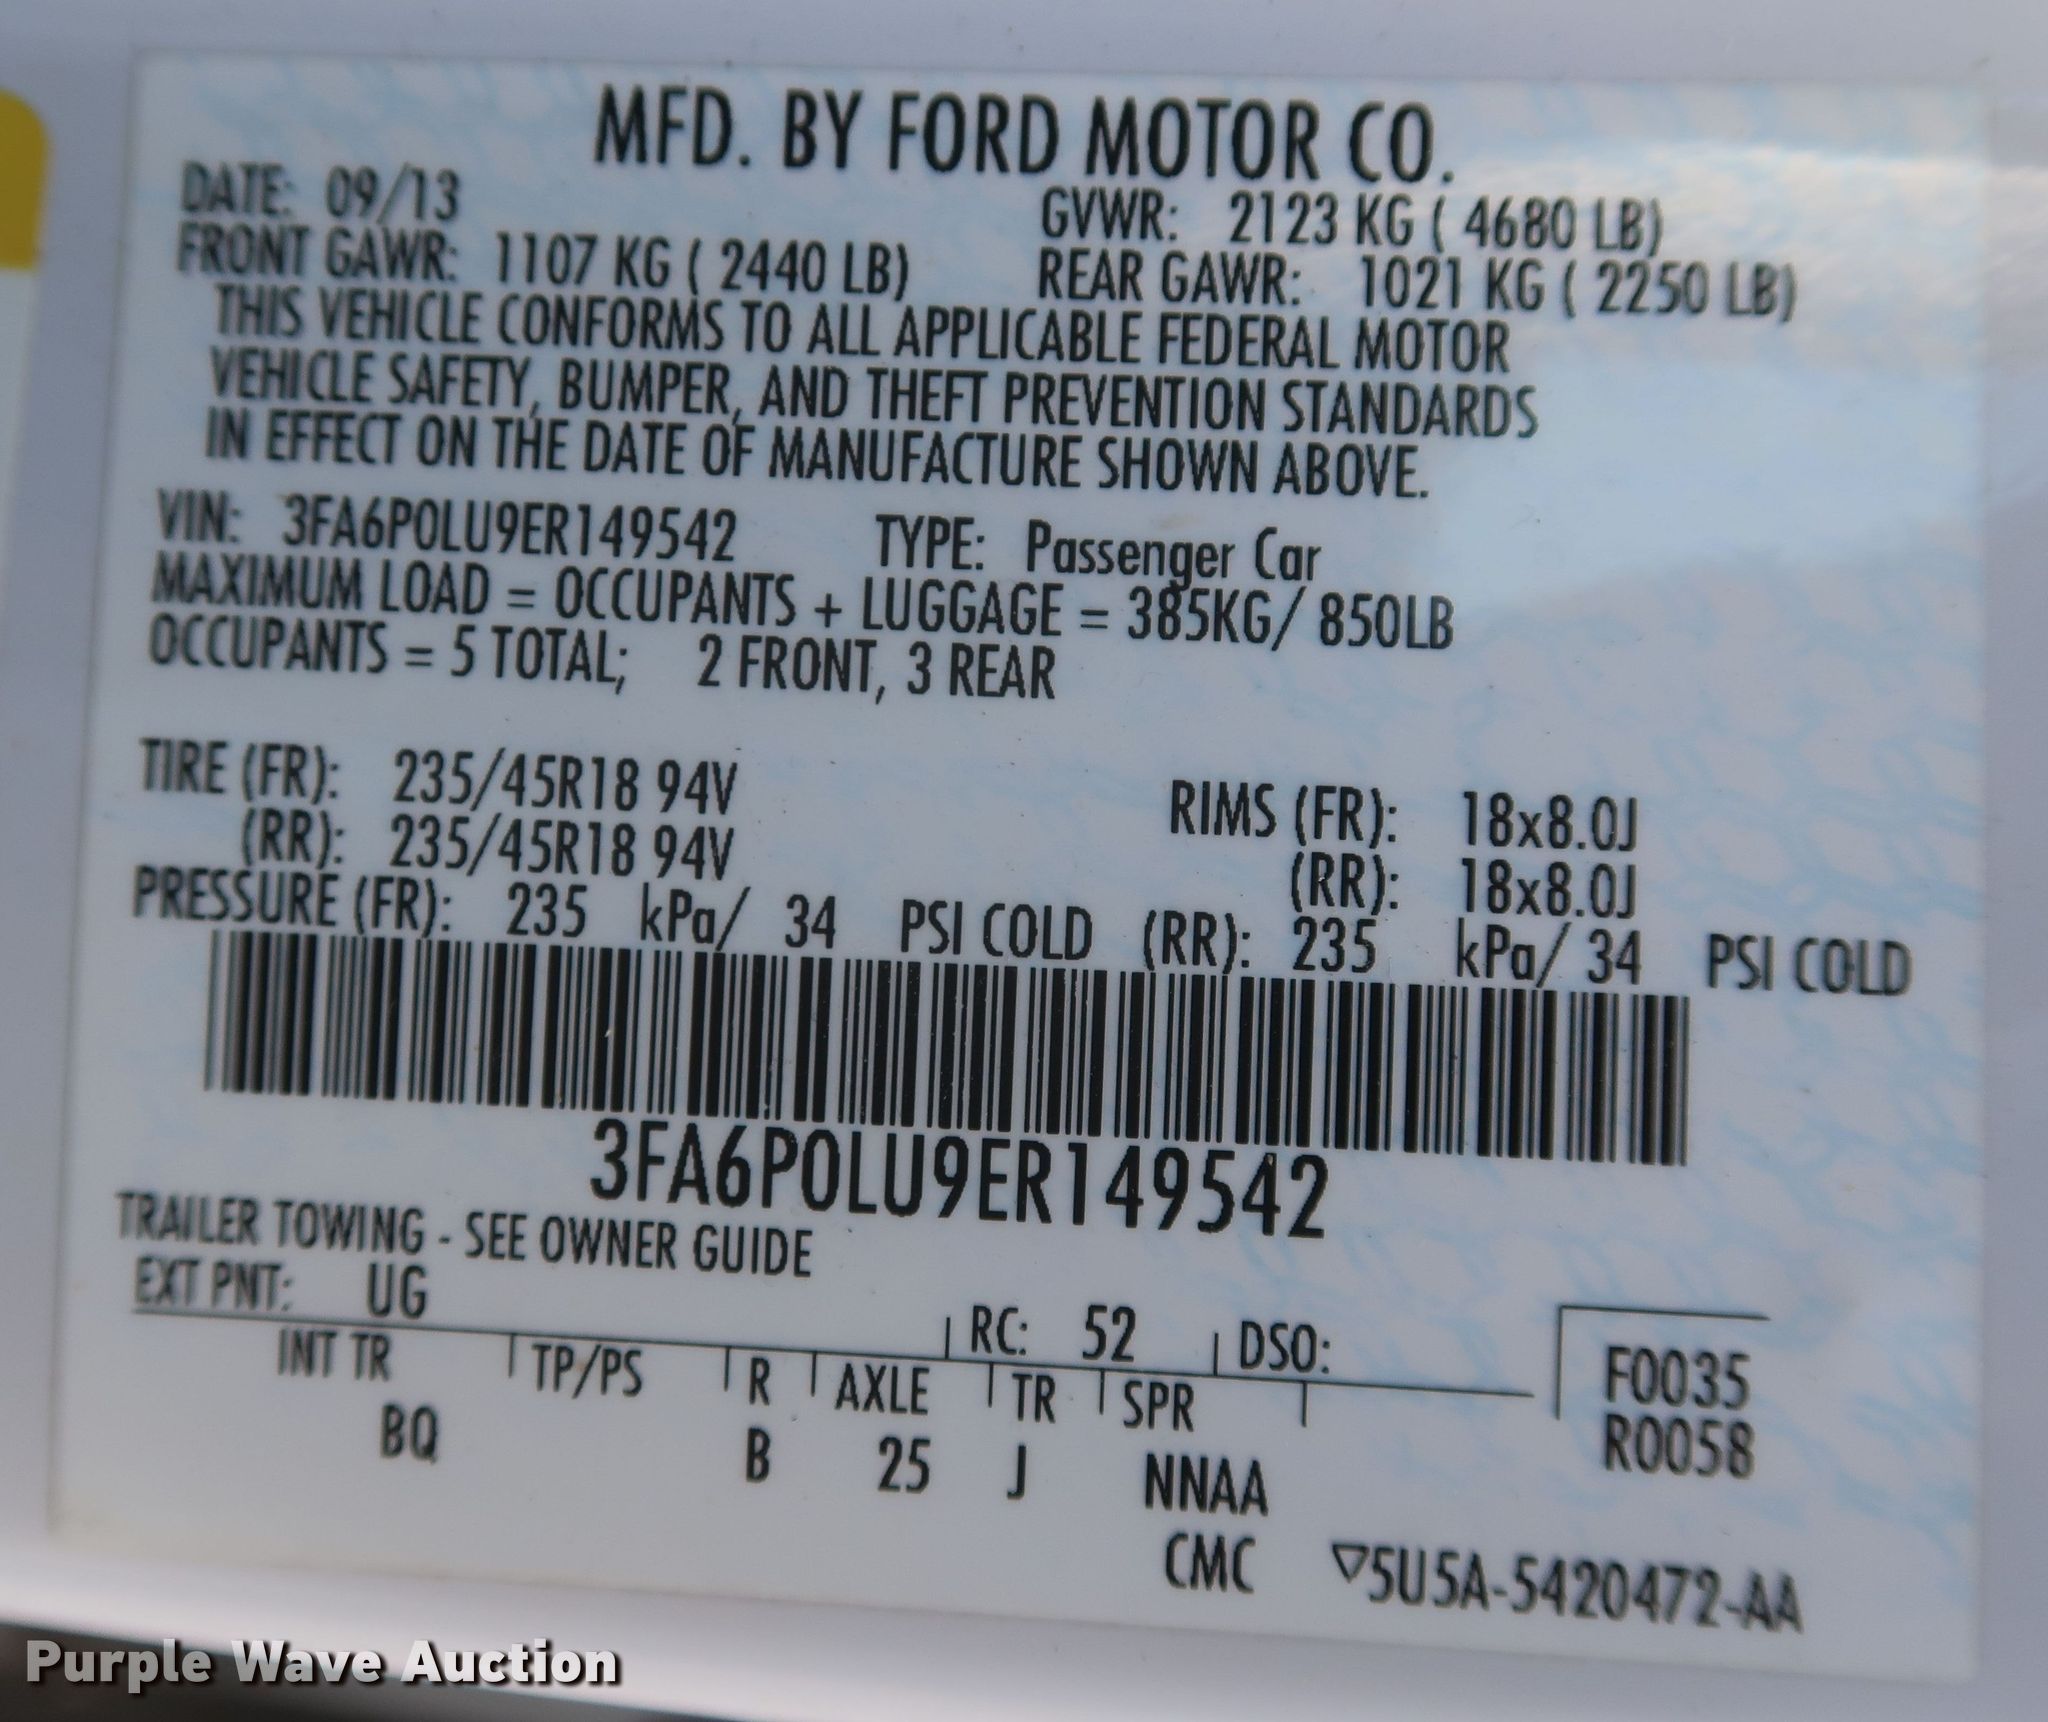 MFD. BY FORD MOTOR CO.
DATE: 09/13 GVWR: 2123 KG ( 4680 LB)
FRONT GAWR: 1107 KG ( 2440 LB) REAR GAWR: 1021 KG ( 2250 LB)
THIS VEHICLE CONFORMS TO ALL APPLICABLE FEDERAL MOTOR
VEHICLE SAFETY, BUMPER, AND THEFT PREVENTION STANDARDS
IN EFFECT ON THE DATE OF MANUFACTURE SHOWN ABOVE.
VIN: 3FA6P0LU9ER149542 TYPE: Passenger Car
MAXIMUM LOAD = OCCUPANTS + LUGGAGE = 385KG/ 850LB
OCCUPANTS = 5 TOTAL; 2 FRONT, 3 REAR
TIRE (FR): 235/45R18 94V RIMS (FR): 18x8.0J
(RR): 235/45R18 94V (RR): 18x8.0J
PRESSURE (FR): 235 kPa/ 34 PSI COLD (RR): 235 kPa/ 34 PSI COLD
3FA6P0LU9ER149542
TRAILER TOWING - SEE OWNER GUIDE
EXT PNT: UG RC: 52 DSO:
INT TR TP/PS R AXLE TR SPR F0035
BQ B 25 J NNAA R0058
CMC ▽5U5A-5420472-AA
Purple Wave Auction